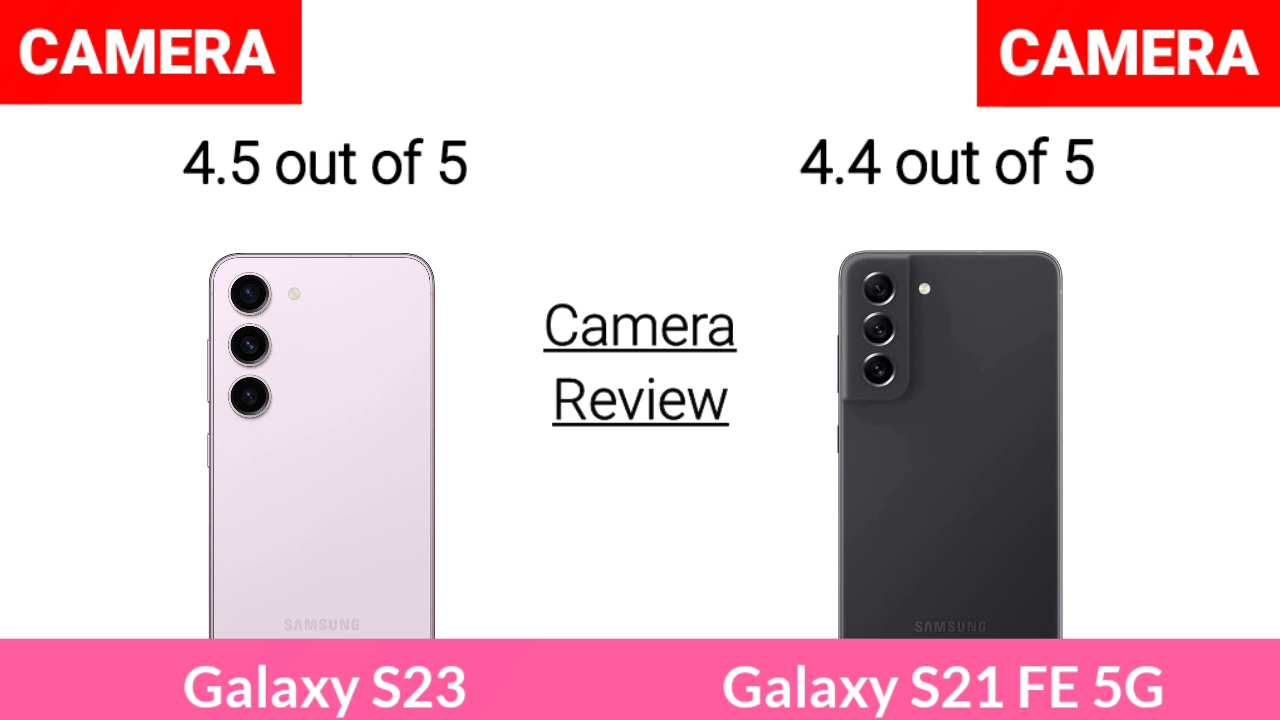 CAMERA
CAMERA
4.5 out of 5
4.4 out of 5
Camera
Review
SAMSUNG
SAMSUNG
Galaxy S23
Galaxy S21 FE 5G